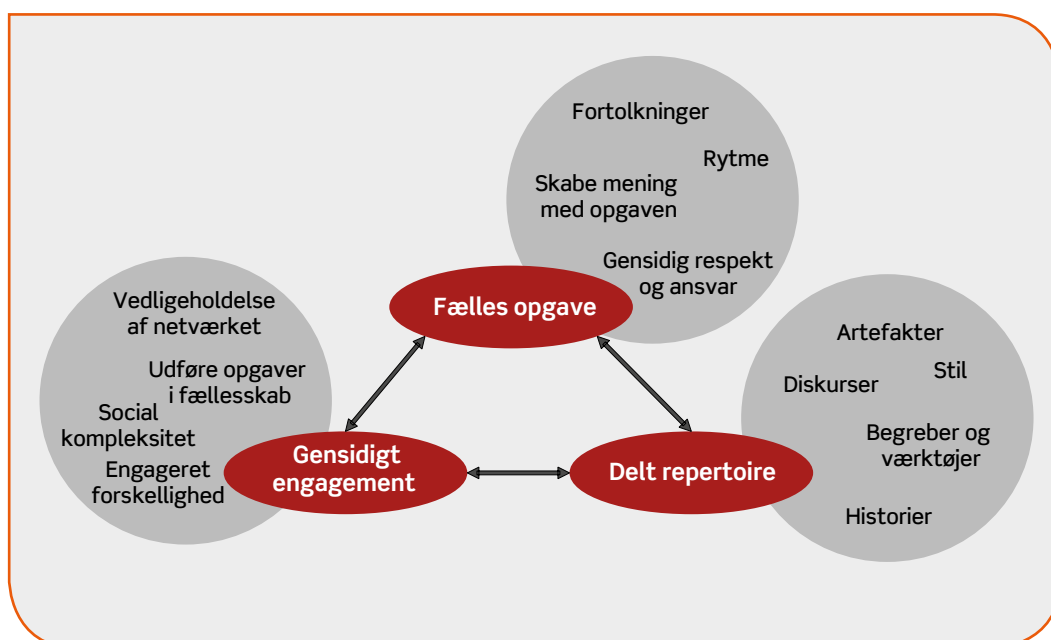 Fortolkninger
Rytme
Skabe mening
med opgaven
Gensidig respekt
og ansvar
Fælles opgave
Vedligeholdelse
af netværket
Udføre opgaver
i fællesskab
Social
kompleksitet
Engageret
forskellighed
Gensidigt
engagement
Artefakter
Stil
Diskurser
Begreber og
værktøjer
Historier
Delt repertoire